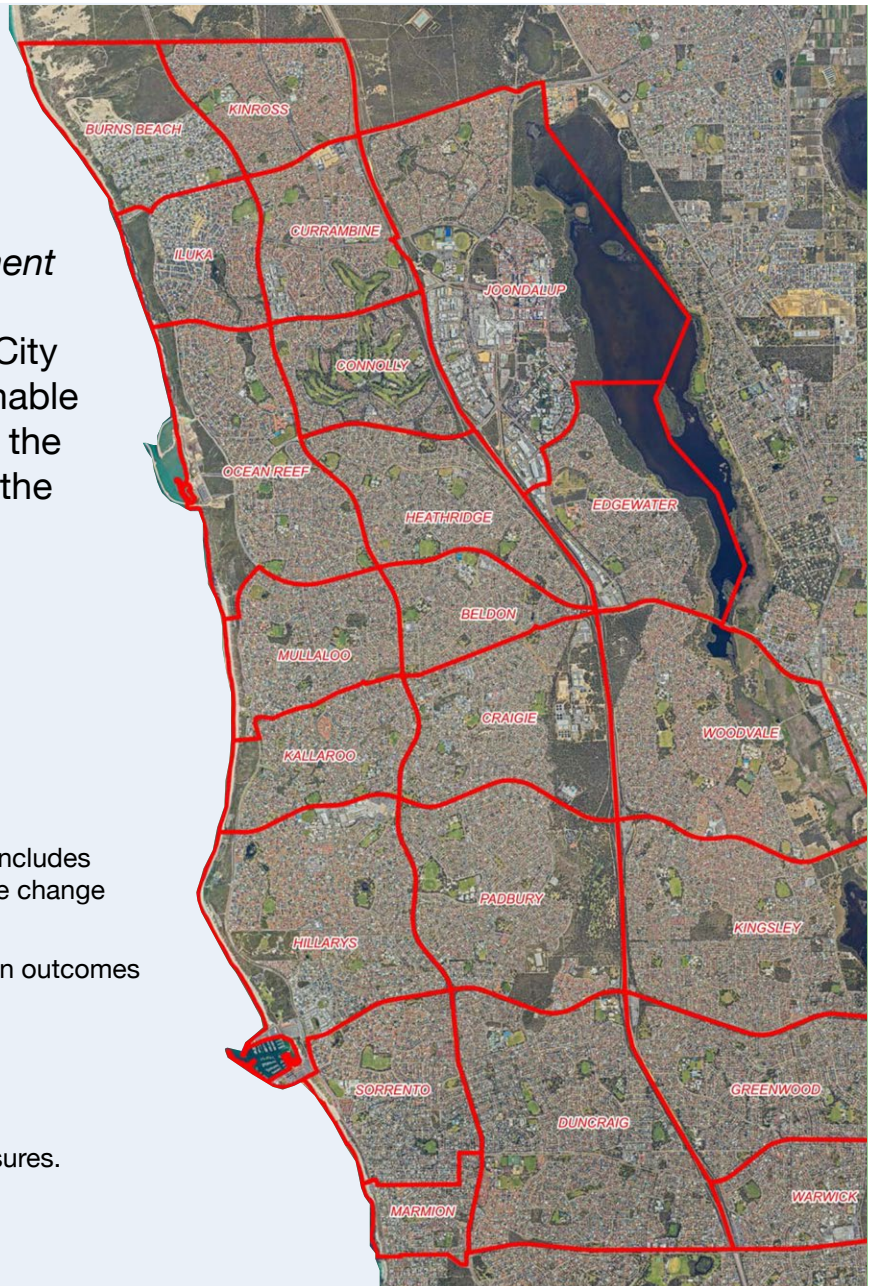 ment
City
nable
the
the
ncludes
e change
n outcomes
sures.
KINROSS
BURNS BEACH
CURRAMBINE
ILUKA
JOONDALUP
CONNOLLY
OCEAN REEF
EDGEWATER
HEATHRIDGE
BELDON
MULLALOO
CRAIGIE
WOODVALE
KALLAROO
PADBURY
KINGSLEY
HILLARYS
SORRENTO
GREENWOOD
DUNCRAIG
WARWICK
MARMION